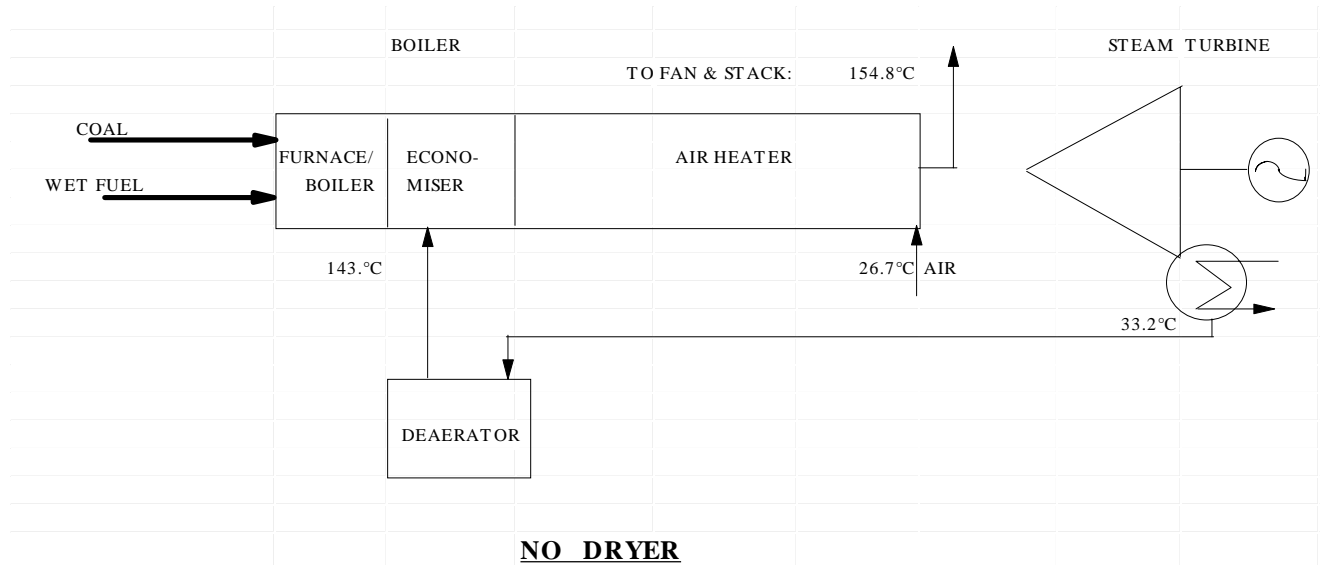 BOILER
STEAM TURBINE
TO FAN & STACK: 154.8°C
COAL
FURNACE/
BOILER
ECONO-
MISER
AIR HEATER
WET FUEL
143.°C
26.7°C AIR
33.2°C
DEAERATOR
NO DRYER